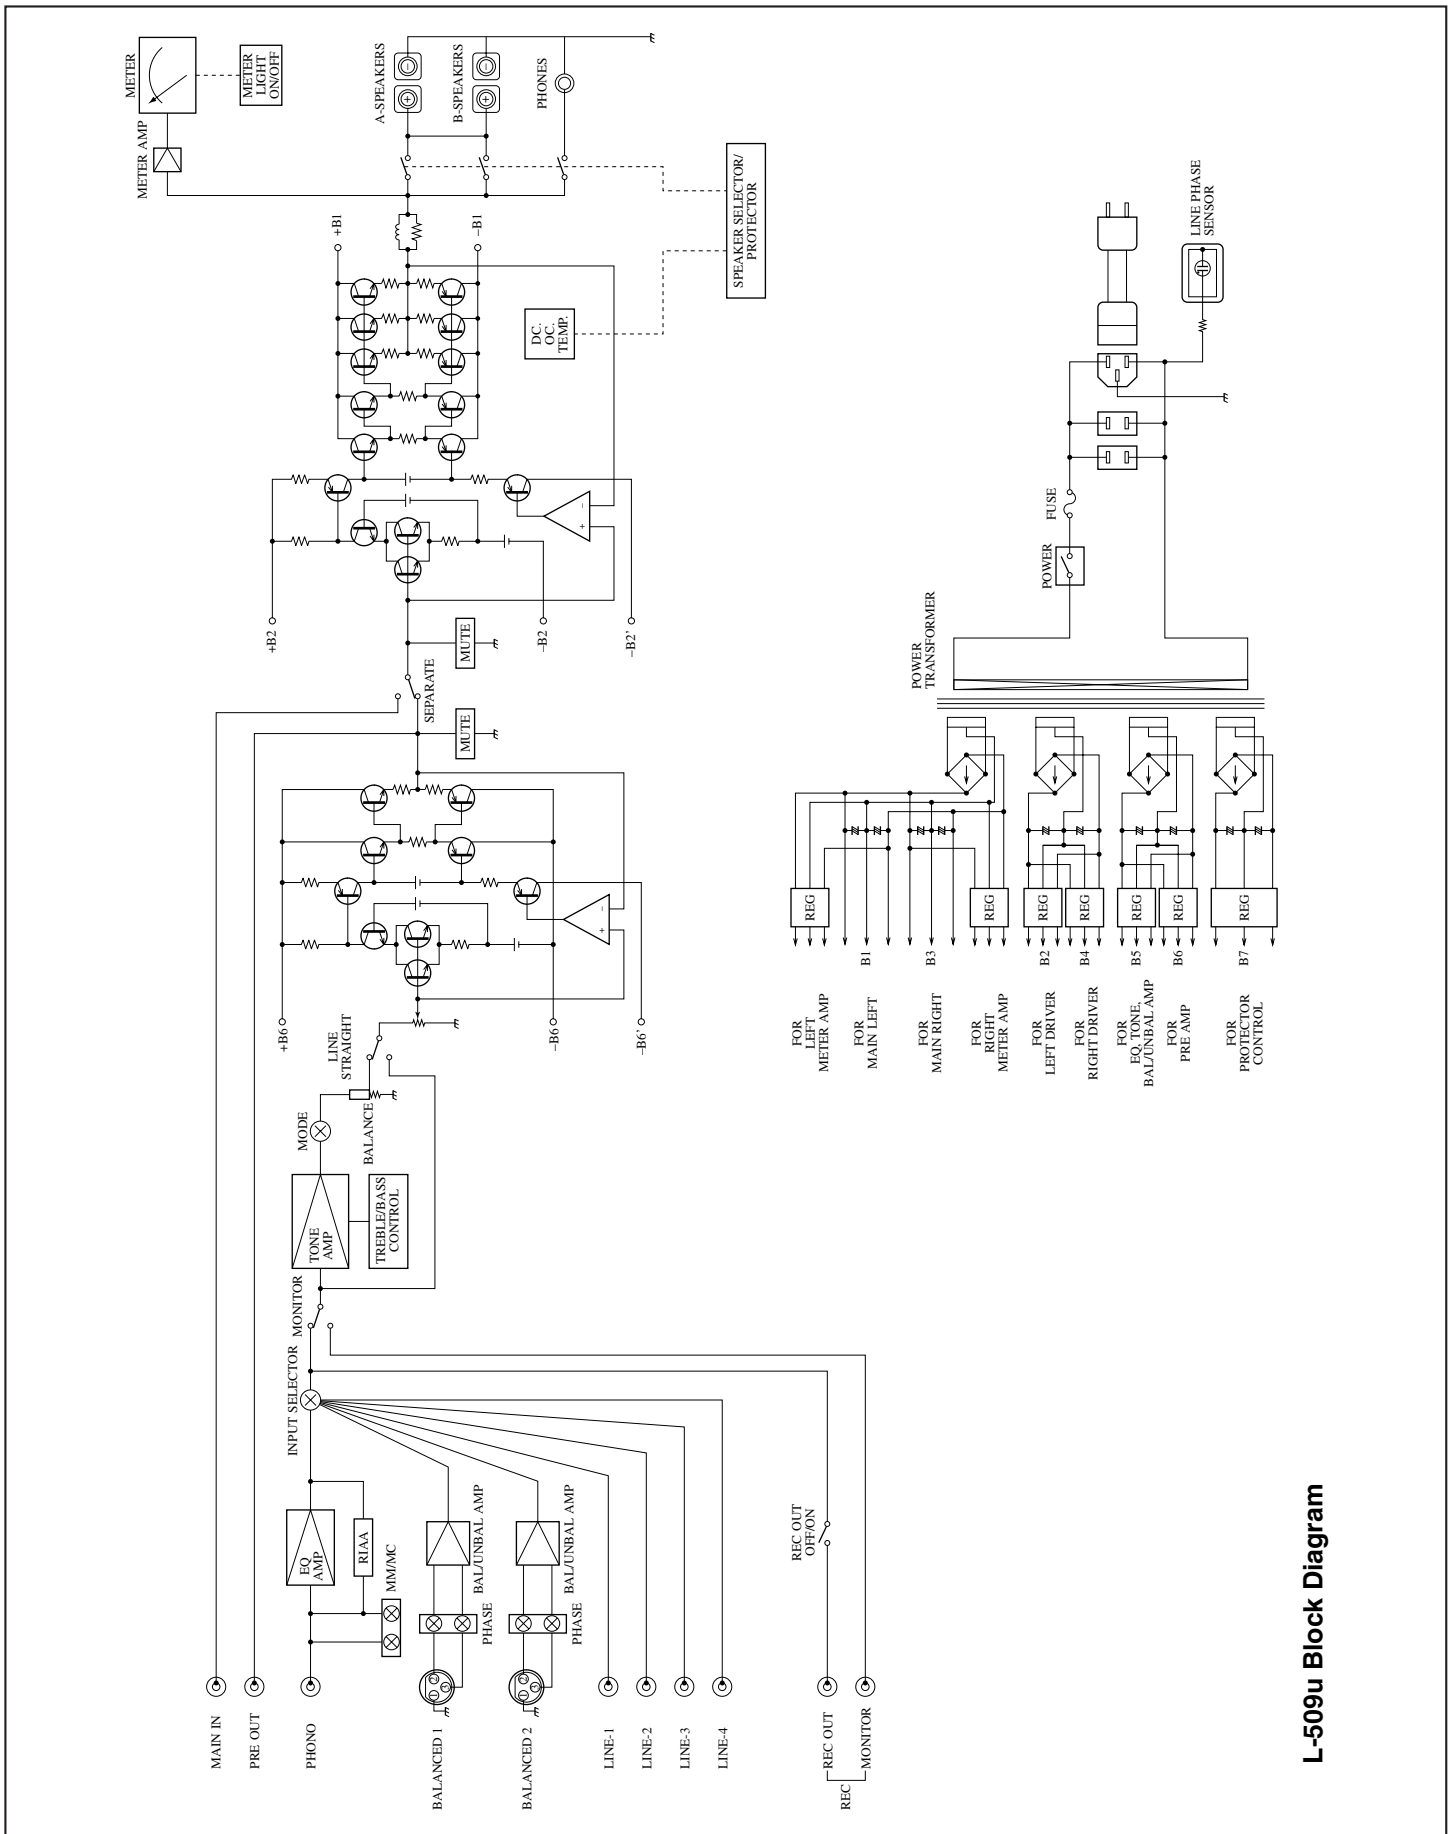 L-509u Block Diagram
MAIN IN
PRE OUT
PHONO
BALANCED 1
BALANCED 2
LINE-1
LINE-2
LINE-3
LINE-4
REC OUT
MONITOR
REC
1
2
3
1
2
3
EQ
AMP
RIAA
MM/MC
PHASE
BAL/UNBAL AMP
PHASE
BAL/UNBAL AMP
REC OUT
OFF/ON
INPUT SELECTOR
MONITOR
TONE
AMP
TREBLE/BASS
CONTROL
MODE
BALANCE
LINE
STRAIGHT
+B6
–B6
–B6'
+
–
MUTE
SEPARATE
MUTE
+B2
–B2
–B2'
+
–
+B1
–B1
DC.
OC.
TEMP.
SPEAKER SELECTOR/
PROTECTOR
METER AMP
METER
METER
LIGHT
ON/OFF
A-SPEAKERS
+
–
B-SPEAKERS
+
–
PHONES
FOR
LEFT
METER AMP
FOR
MAIN LEFT
FOR
MAIN RIGHT
FOR
RIGHT
METER AMP
FOR
LEFT DRIVER
FOR
RIGHT DRIVER
FOR
EQ, TONE,
BAL/UNBAL AMP
FOR
PRE AMP
FOR
PROTECTOR
CONTROL
B1
B3
B2
B4
B5
B6
B7
REG
REG
REG
REG
REG
REG
REG
POWER
TRANSFORMER
POWER
FUSE
LINE PHASE
SENSOR